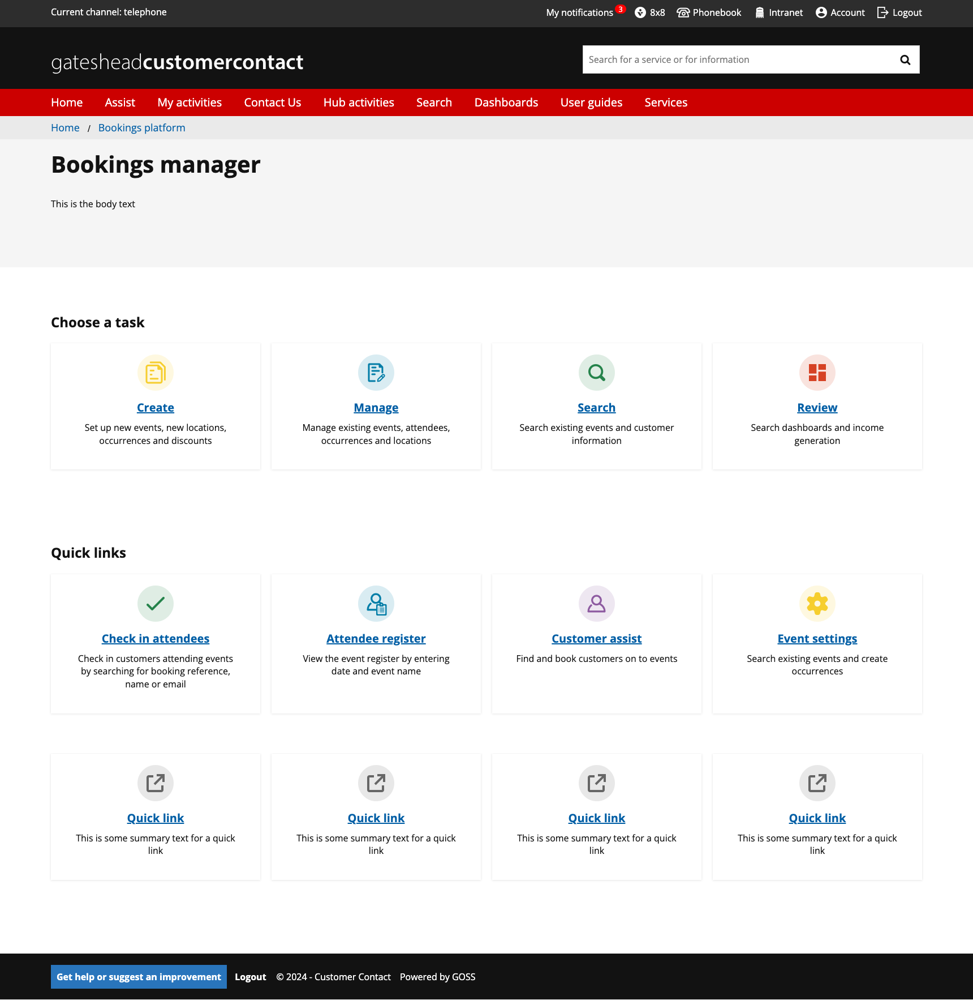 Current channel: telephone
My notifications 3 8x8 Phonebook Intranet Account Logout
gatesheadcustomercontact
Search for a service or for information
Home Assist My activities Contact Us Hub activities Search Dashboards User guides Services
Home / Bookings platform
Bookings manager
This is the body text
Choose a task
Create
Set up new events, new locations,
occurrences and discounts
Manage
Manage existing events, attendees,
occurrences and locations
Search
Search existing events and customer
information
Review
Search dashboards and income
generation
Quick links
Check in attendees
Check in customers attending events
by searching for booking reference,
name or email
Attendee register
View the event register by entering
date and event name
Customer assist
Find and book customers on to events
Event settings
Search existing events and create
occurrences
Quick link
This is some summary text for a quick
link
Quick link
This is some summary text for a quick
link
Quick link
This is some summary text for a quick
link
Quick link
This is some summary text for a quick
link
Get help or suggest an improvement Logout © 2024 - Customer Contact Powered by GOSS